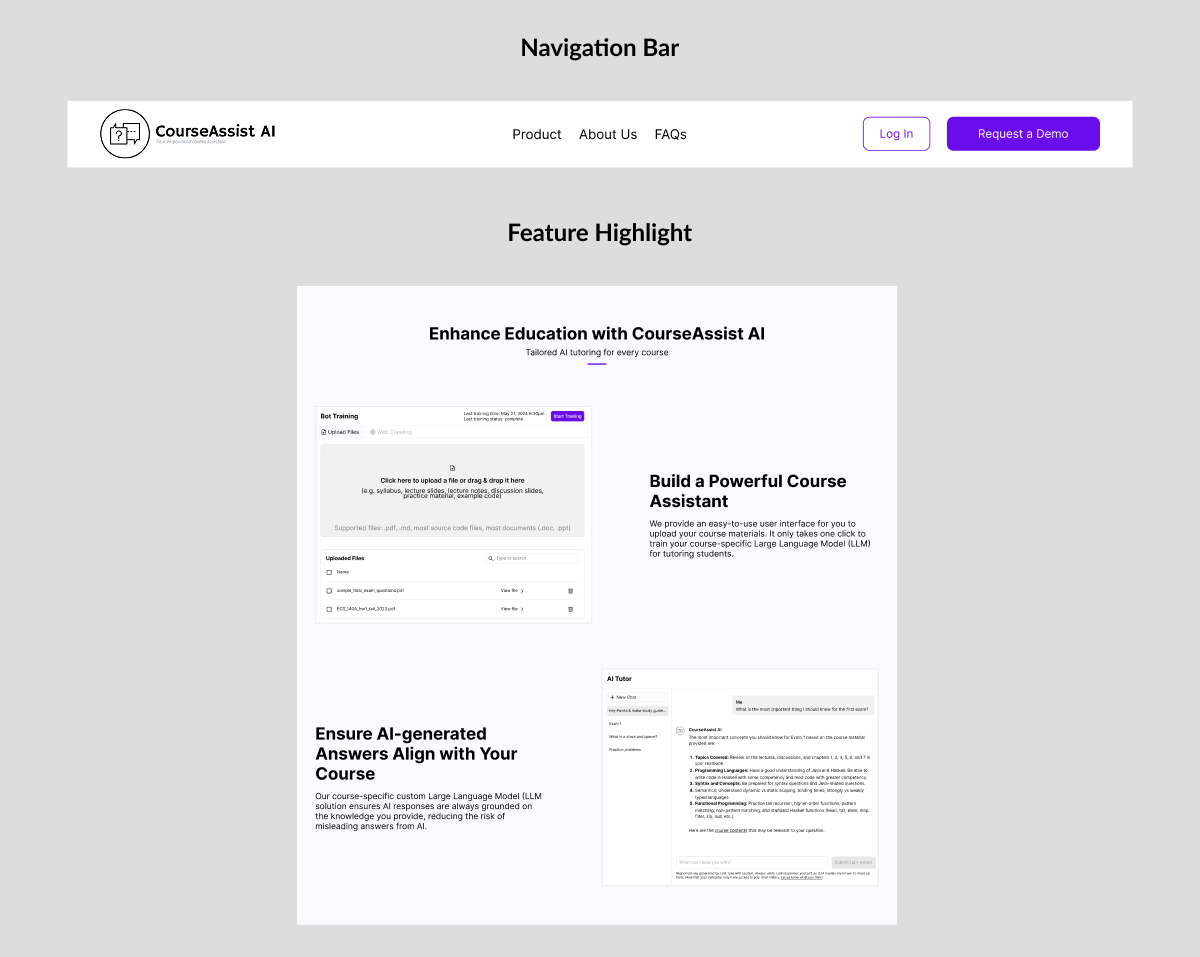 Navigation Bar
CourseAssist AI
Product About Us FAQs
Log In
Request a Demo
Feature Highlight
Enhance Education with CourseAssist AI
Tailored AI tutoring for every course
Bot Training
Last training time: May 21, 2024 6:30pm
Last training status: complete
Start Training
Upload Files
Web Crawling
Click here to upload a file or drag & drop it here
(e.g. syllabus, lecture slides, lecture notes, discussion slides,
practice material, example code)
Supported files: .pdf, .md, most source code files, most documents (.doc, .ppt)
Uploaded Files
Type to search
Name
sample_final_exam_questions.pdf
View file
ECS_140A_hw1_fall_2023.pdf
View file
Build a Powerful Course
Assistant
We provide an easy-to-use user interface for you to
upload your course materials. It only takes one click to
train your course-specific Large Language Model (LLM)
for tutoring students.
Ensure AI-generated
Answers Align with Your
Course
Our course-specific custom Large Language Model (LLM
solution ensures AI responses are always grounded on
the knowledge you provide, reducing the risk of
misleading answers from AI.
AI Tutor
+ New Chat
Key Points & make study guide...
Exam 1
What is a stack and queue?
Practice problems
Me
What is the most important thing I should know for the first exam?
CourseAssist AI
The most important concepts you should know for Exam 1 based on the course material
provided are:
1. Topics Covered: Review all the lectures, discussions, and chapters 1, 2, 3, 5, 6, and 7 in
your textbook.
2. Programming Languages: Have a good understanding of Java and Haskell. Be able to
write code in Haskell with some competency and read code with greater competency.
3. Syntax and Concepts: Be prepared for syntax questions and Java-related questions.
4. Semantics: Understand dynamic vs static scoping, binding times, strongly vs weakly
typed languages.
5. Functional Programming: Practice tail recursion, higher-order functions, pattern
matching, non-pattern matching, and standard Haskell functions (head, tail, elem, map,
filter, zip, null, etc.).
Here are the course contents that may be relevant to your question.
What can I help you with?